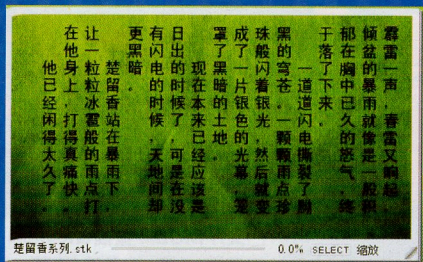 霹雳一声，春雷又响起，
倾盆的暴雨就像是一般积
郁在胸中已久的怒气，终
于落了下来。
一道道闪电撕裂了黝
黑的穹苍，一颗颗雨点珍
珠般闪着银光，然后就变
成了一片银色的光幕，笼
罩了黑暗的土地。
现在本来已经应该是
日出的时候了，可是在没
有闪电的时候，天地间却
更黑暗。
楚留香站在暴雨下，
让一粒粒冰雹般的雨点打
在他身上，打得真痛快。
他已经闲得太久了。
楚留香系列.stk
0.0%
SELECT
缩放